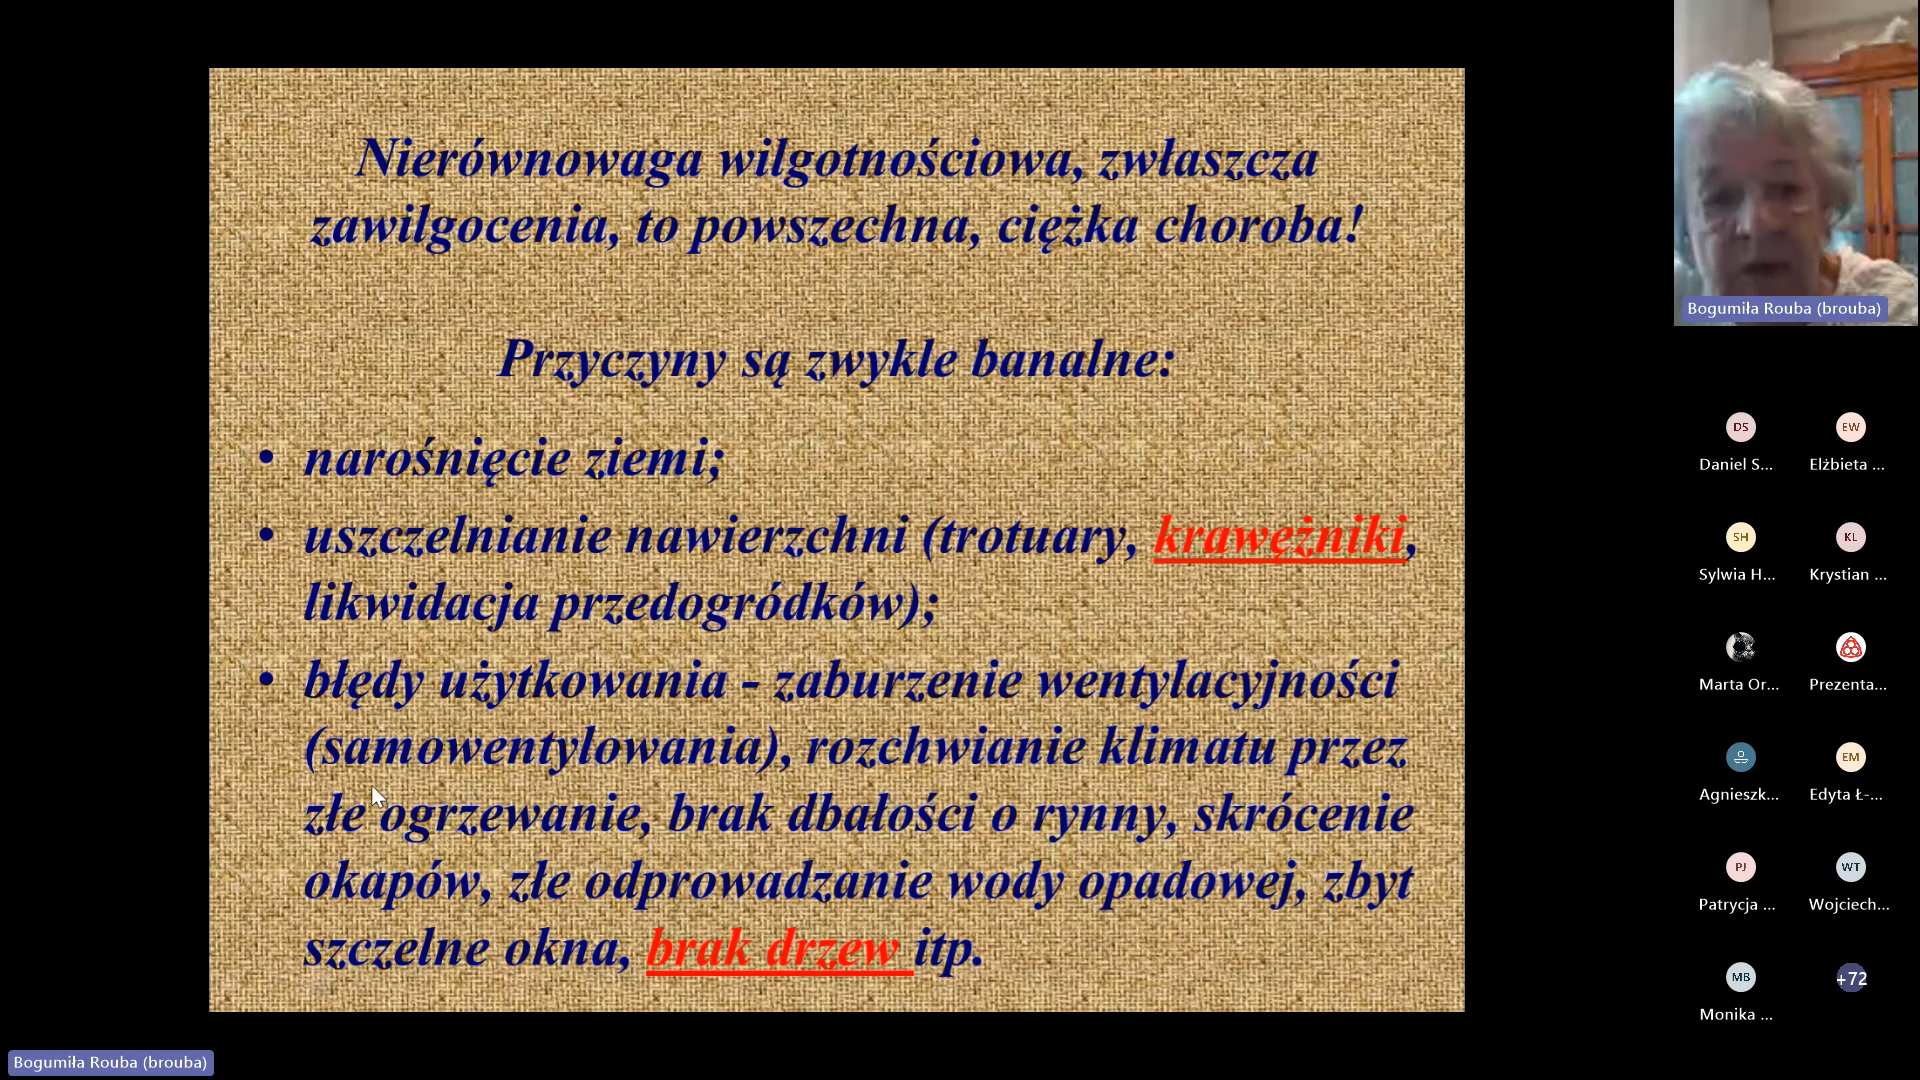 Nierównowaga wilgotnościowa, zwłaszcza
zawilgocenia, to powszechna, ciężka choroba!
Przyczyny są zwykle banalne:
• narośnięcie ziemi;
• uszczelnianie nawierzchni (trotuary, krawężniki,
likwidacja przedogródków);
• błędy użytkowania - zaburzenie wentylacyjności
(samowentylowania), rozchwianie klimatu przez
złe ogrzewanie, brak dbałości o rynny, skrócenie
okapów, złe odprowadzanie wody opadowej, zbyt
szczelne okna, brak drzew itp.
Bogumiła Rouba (brouba)
DS
EW
Daniel S...
Elżbieta ...
SH
KL
Sylwia H...
Krystian ...
Marta Or...
Prezenta...
EM
Agnieszk...
Edyta Ł-...
PJ
WT
Patrycja ...
Wojciech...
MB
+72
Monika ...
Bogumiła Rouba (brouba)